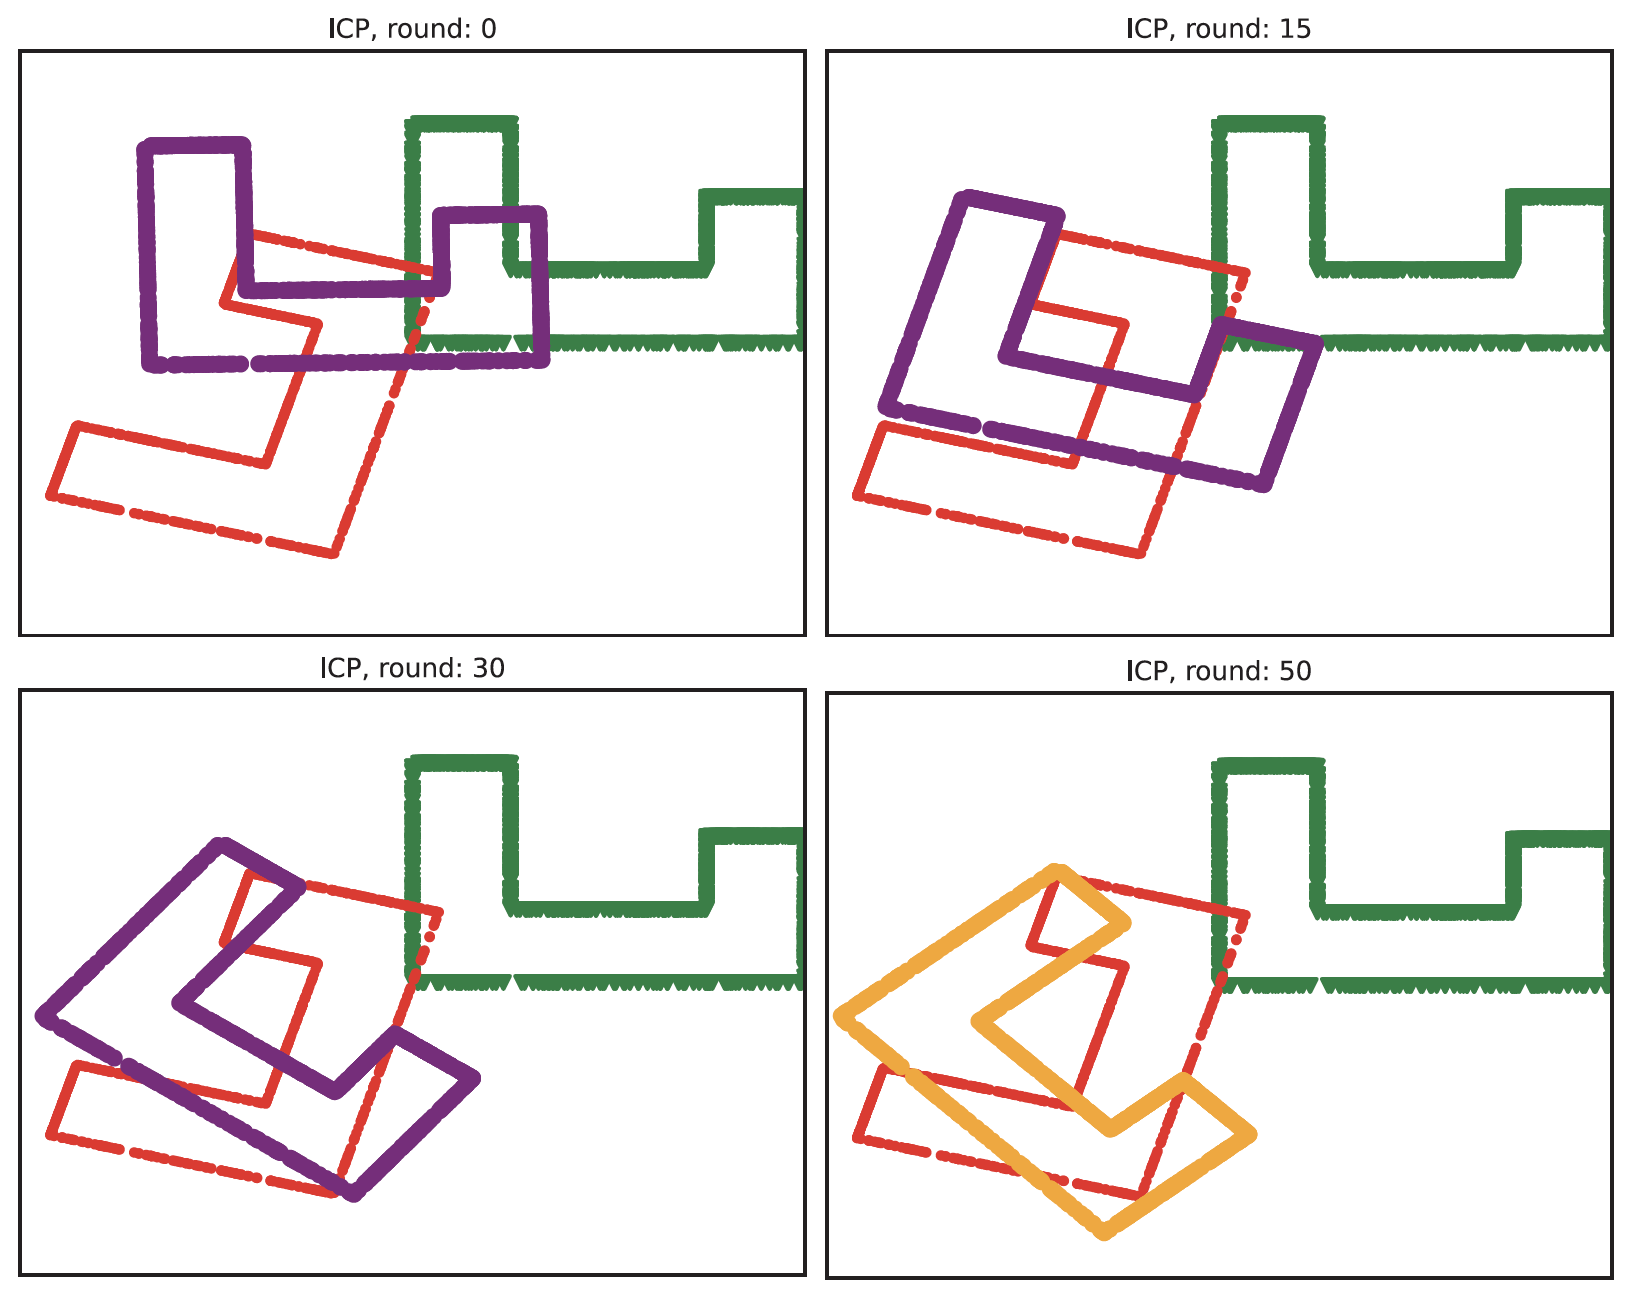 ICP, round: 0
ICP, round: 15
ICP, round: 30
ICP, round: 50